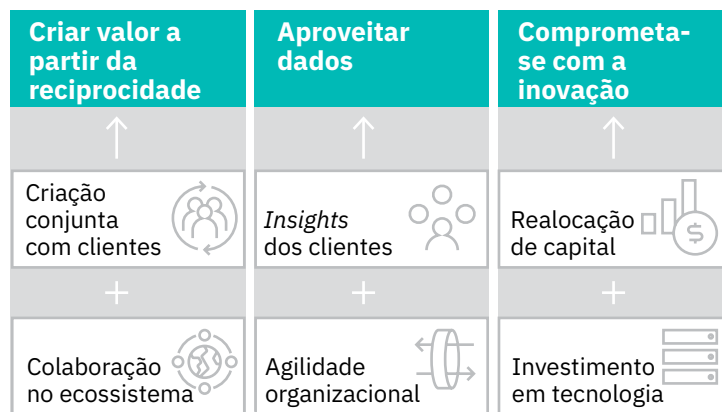 Criar valor a
partir da
reciprocidade
Criação
conjunta
com clientes
+
Colaboração
no ecossistema
Aproveitar
dados
Insights
dos clientes
+
Agilidade
organizacional
Comprometa-
se com a
inovação
Realocação
de capital
$
+
Investimento
em tecnologia